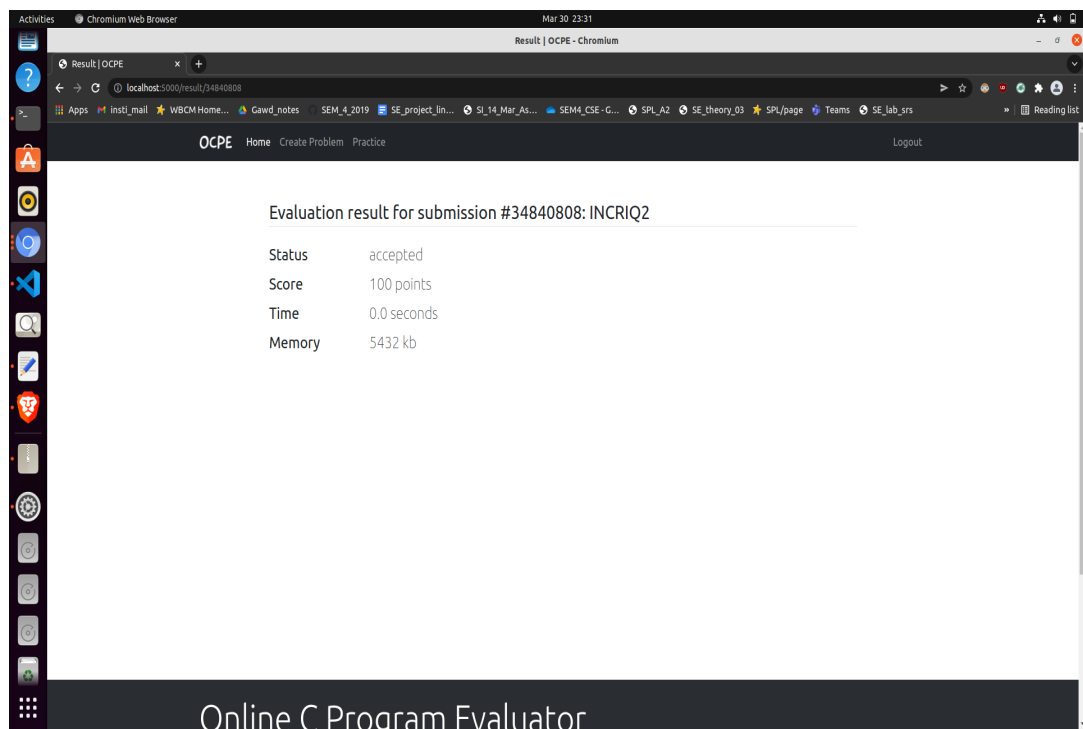 Activities Chromium Web Browser Mar 30 23:31
Result | OCPE - Chromium
Result | OCPE
localhost:5000/result/34840808
Apps insti_mail WBCM Home... Gawd_notes SEM_4_2019 SE_project_lin... SI_14_Mar_As... SEM4_CSE - G... SPL_A2 SE_theory_03 SPL/page Teams SE_lab_srs » Reading list
OCPE Home Create Problem Practice Logout
Evaluation result for submission #34840808: INCRIQ2
Status accepted
Score 100 points
Time 0.0 seconds
Memory 5432 kb
Online C Program Evaluator